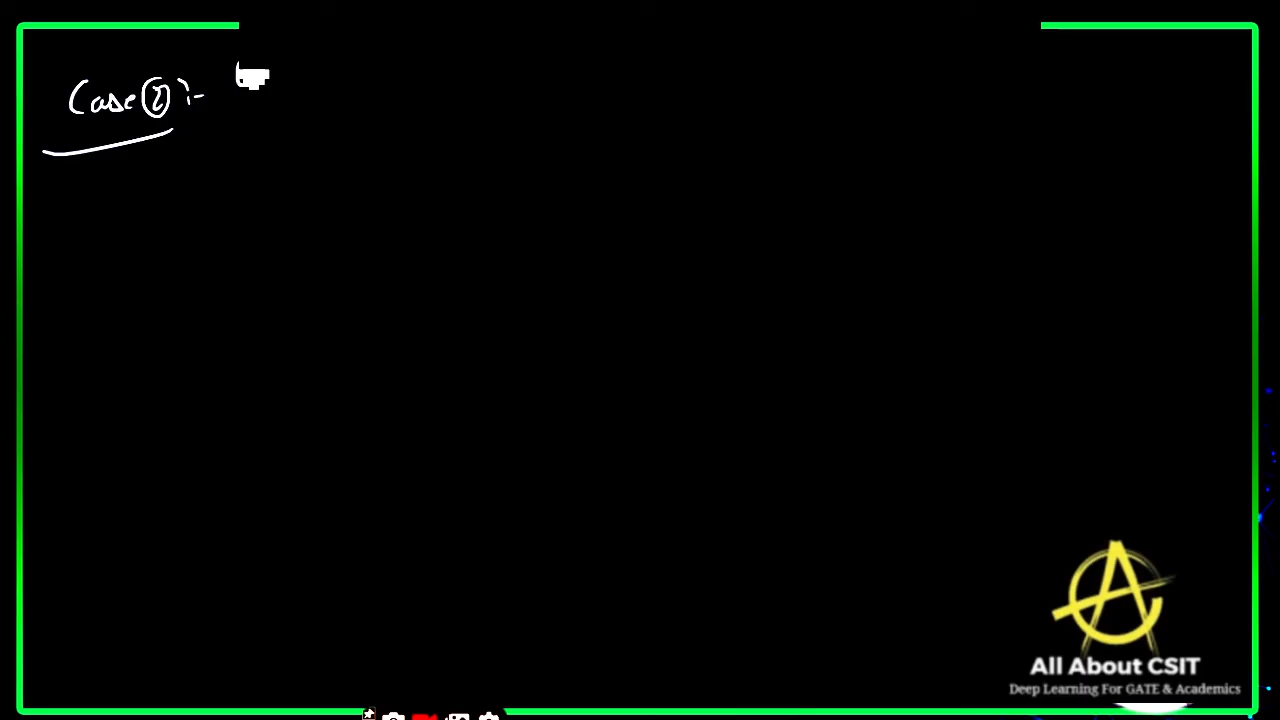 Case ② :-
All About CSIT
Deep Learning For GATE & Academics